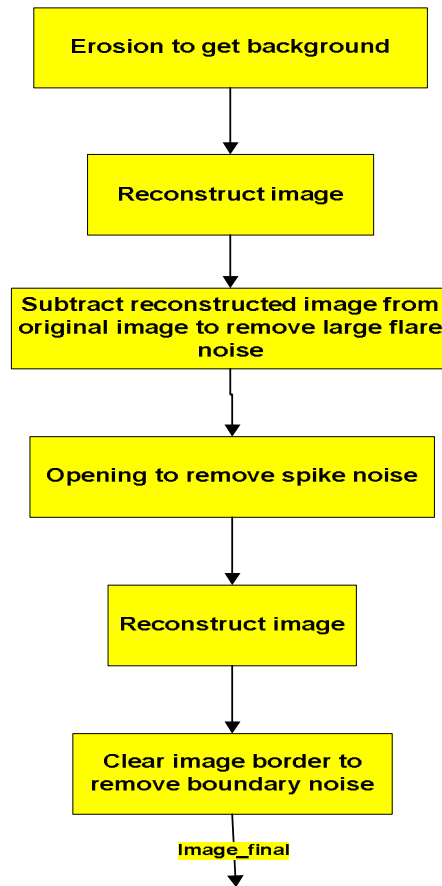 Erosion to get background
Reconstruct image
Subtract reconstructed image from
original image to remove large flare
noise
Opening to remove spike noise
Reconstruct image
Clear image border to
remove boundary noise
Image_final